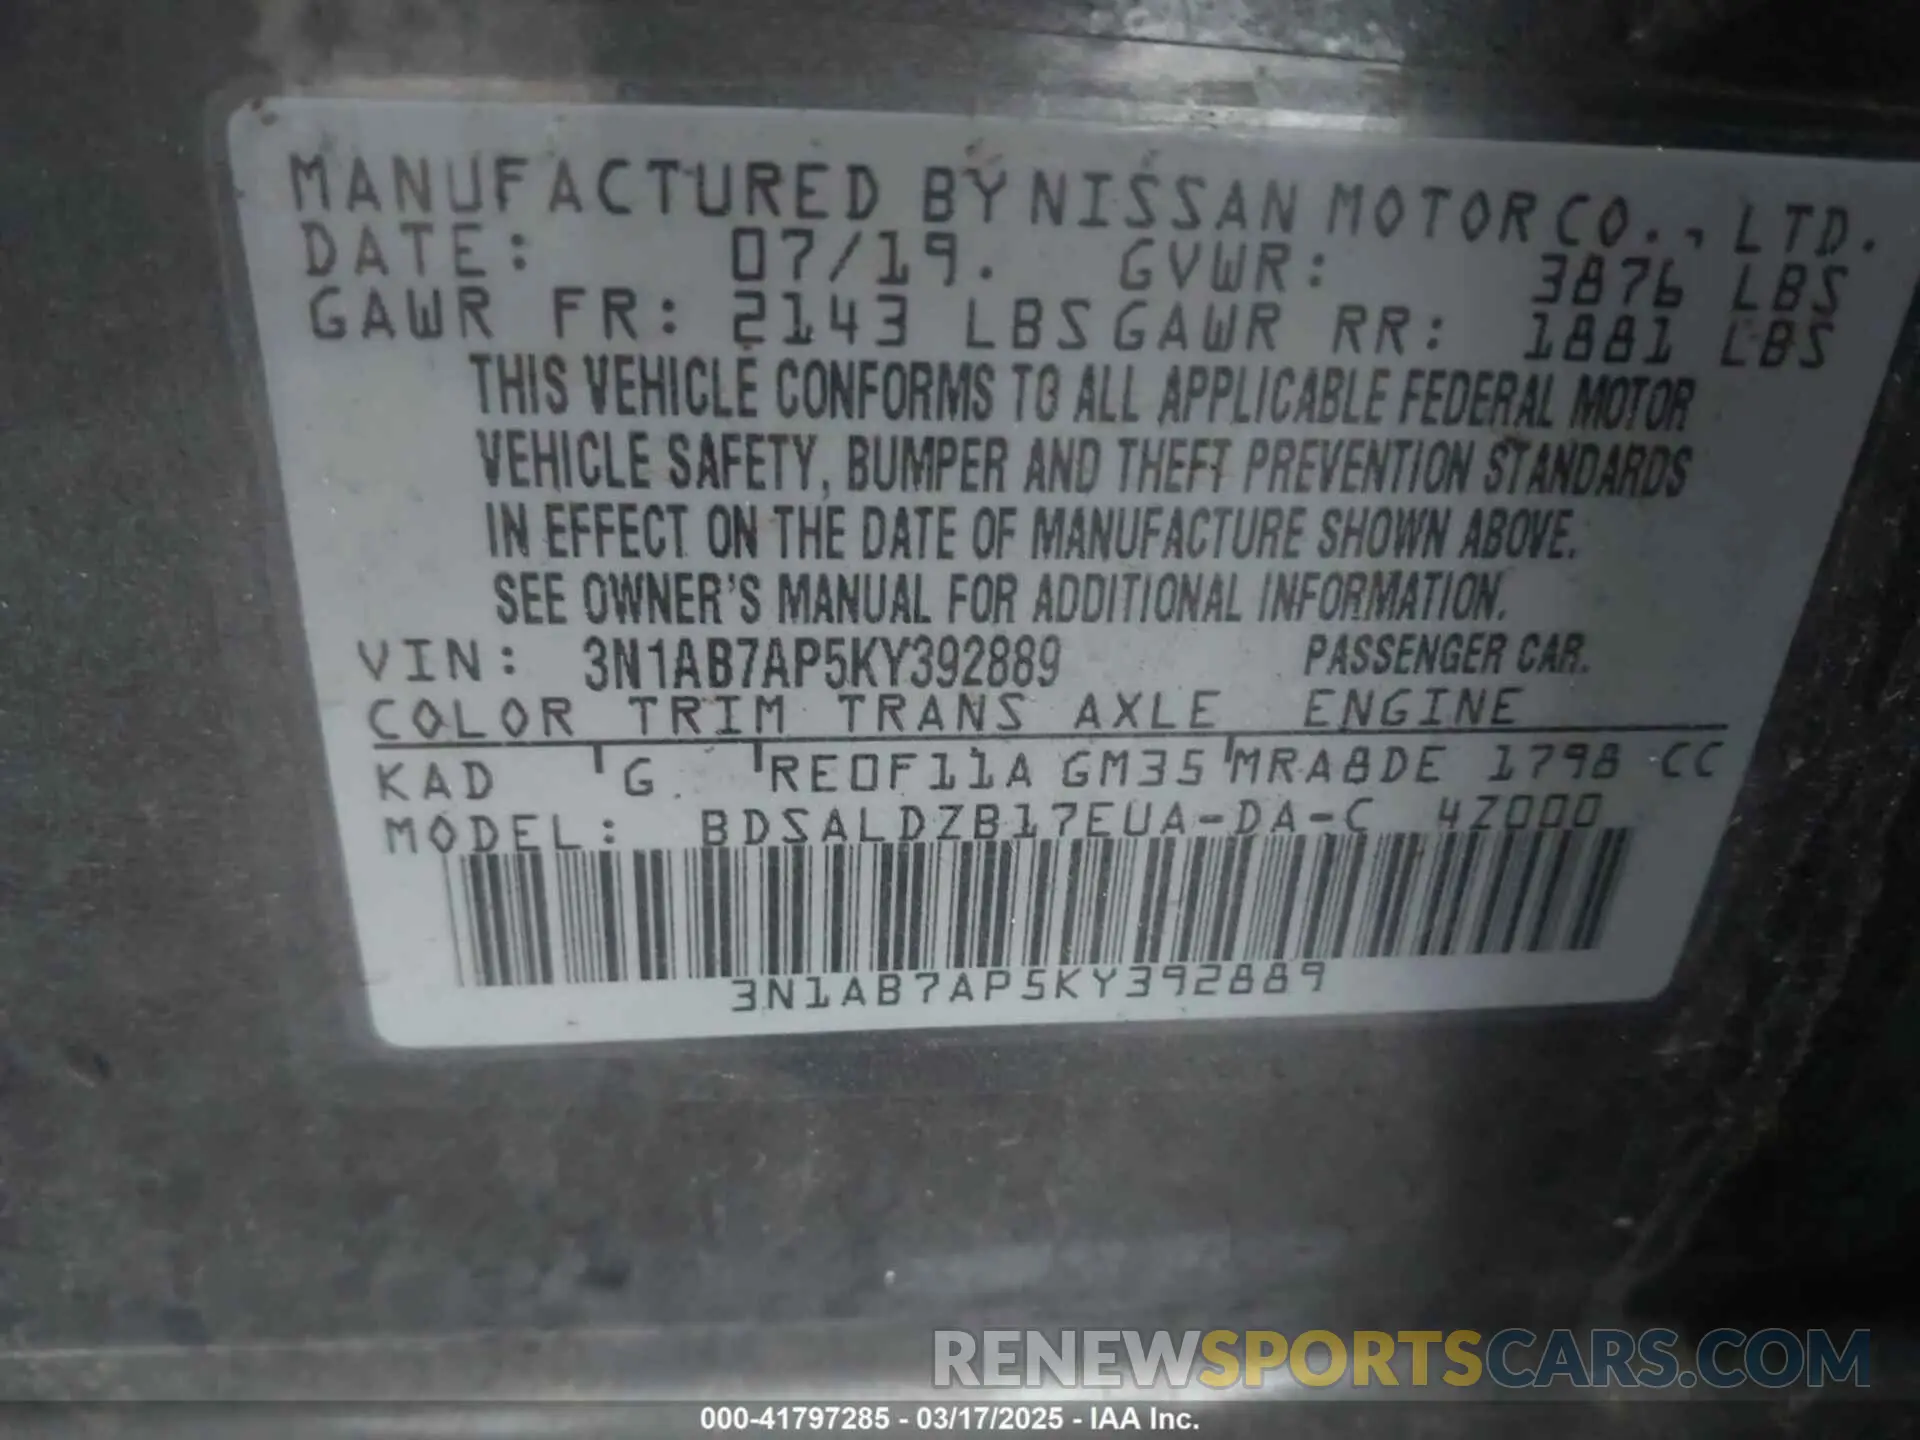 MANUFACTURED BY NISSAN MOTOR CO., LTD.
DATE: 07/19. GVWR: 3876 LBS
GAWR FR: 2143 LBS GAWR RR: 1881 LBS
THIS VEHICLE CONFORMS TO ALL APPLICABLE FEDERAL MOTOR
VEHICLE SAFETY, BUMPER AND THEFT PREVENTION STANDARDS
IN EFFECT ON THE DATE OF MANUFACTURE SHOWN ABOVE.
SEE OWNER'S MANUAL FOR ADDITIONAL INFORMATION.
VIN: 3N1AB7AP5KY392889 PASSENGER CAR.
COLOR TRIM TRANS AXLE ENGINE
KAD G RE0F11A GM35 MRA8DE 1798 CC
MODEL: BDSALDZB17EUA-DA-C 4Z000
3N1AB7AP5KY392889
RENEWSPORTSCARS.COM
000-41797285 - 03/17/2025 - IAA Inc.